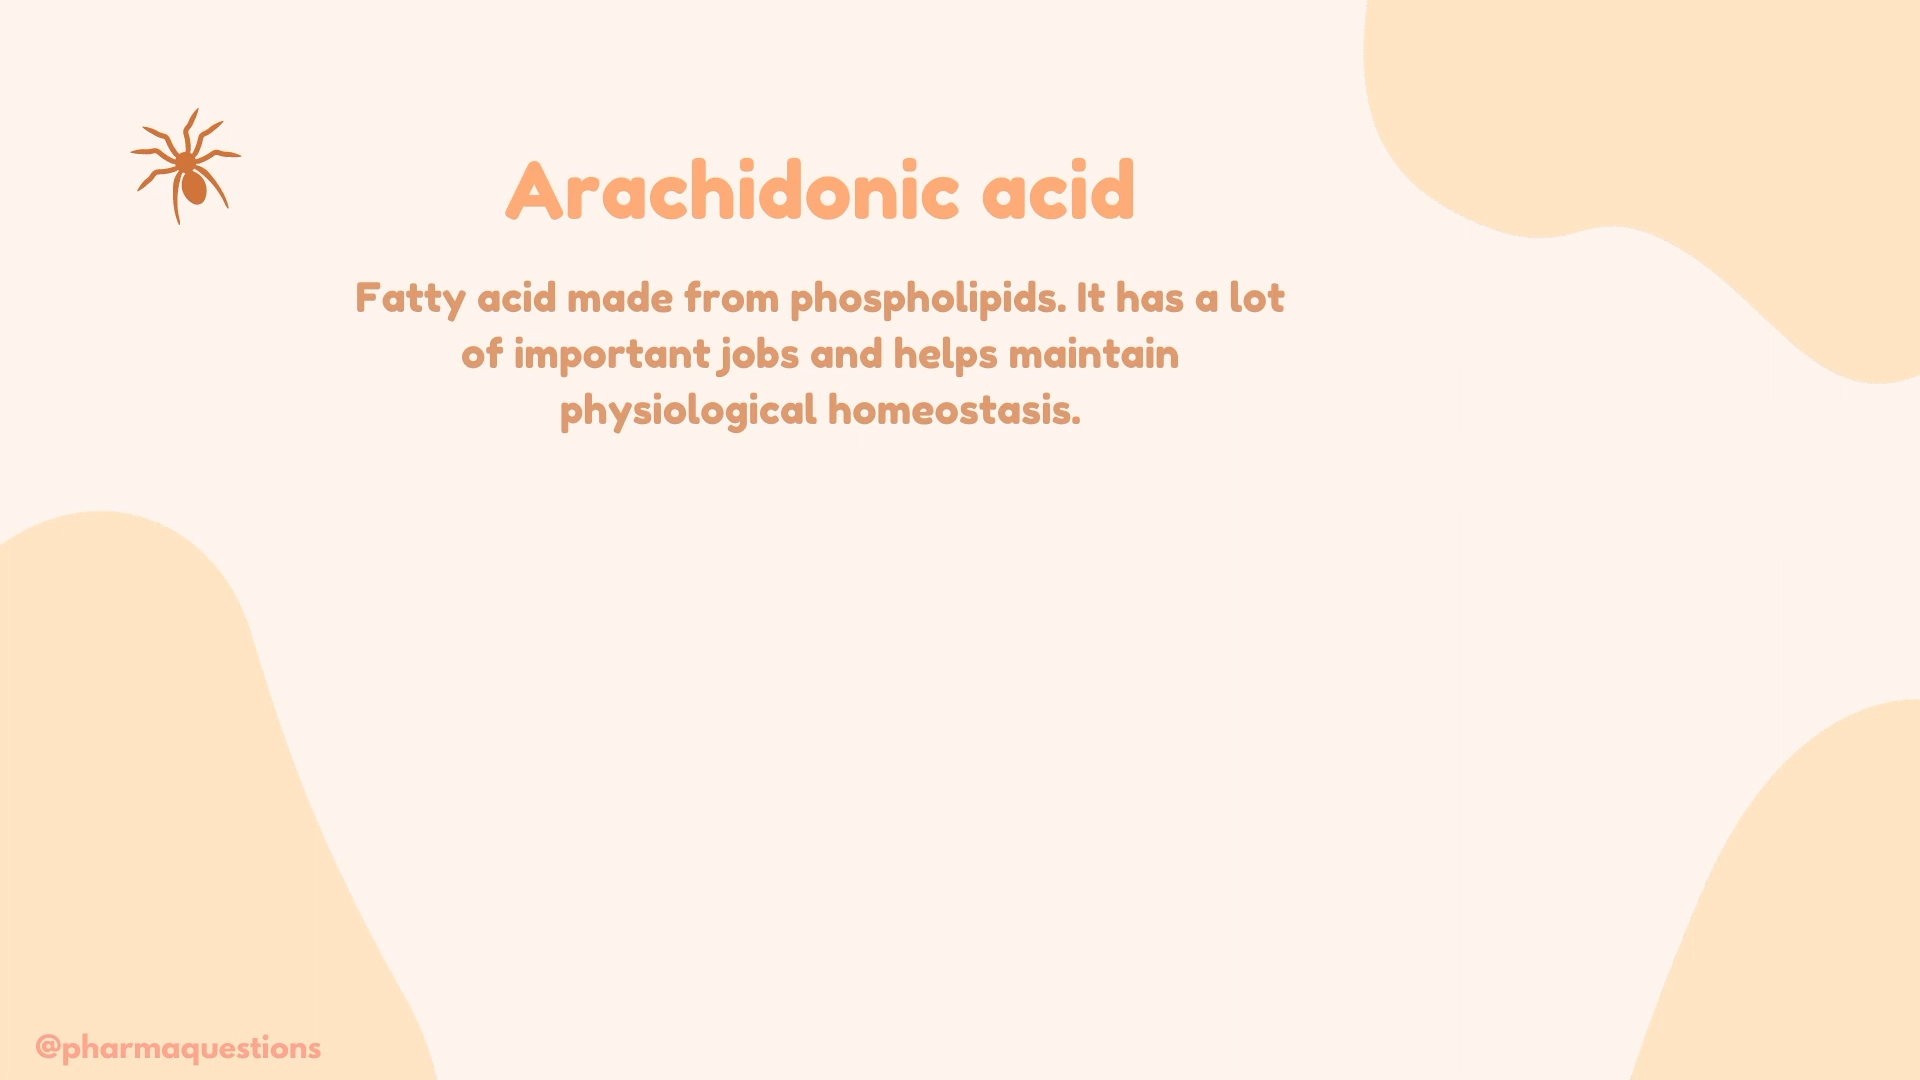 Arachidonic acid
Fatty acid made from phospholipids. It has a lot
of important jobs and helps maintain
physiological homeostasis.
@pharmaquestions